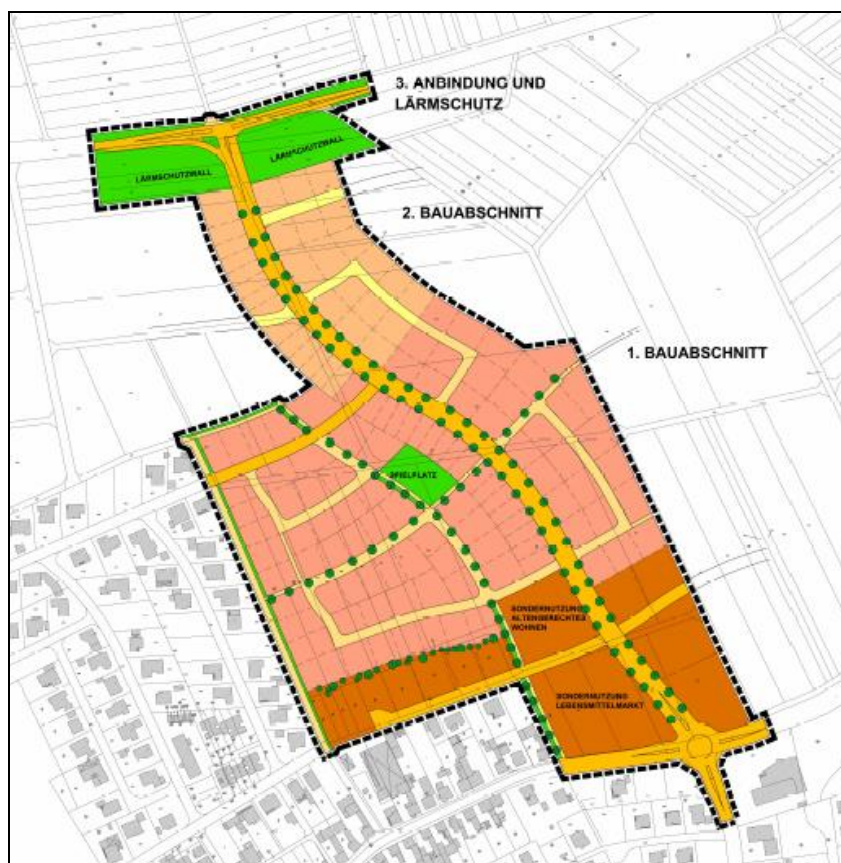 3. ANBINDUNG UND
LÄRMSCHUTZ
LÄRMSCHUTZWALL
LÄRMSCHUTZWALL
2. BAUABSCHNITT
1. BAUABSCHNITT
SPIELPLATZ
SONDERNUTZUNG
ALTENGERECHTES
WOHNEN
SONDERNUTZUNG
LEBENSMITTELMARKT